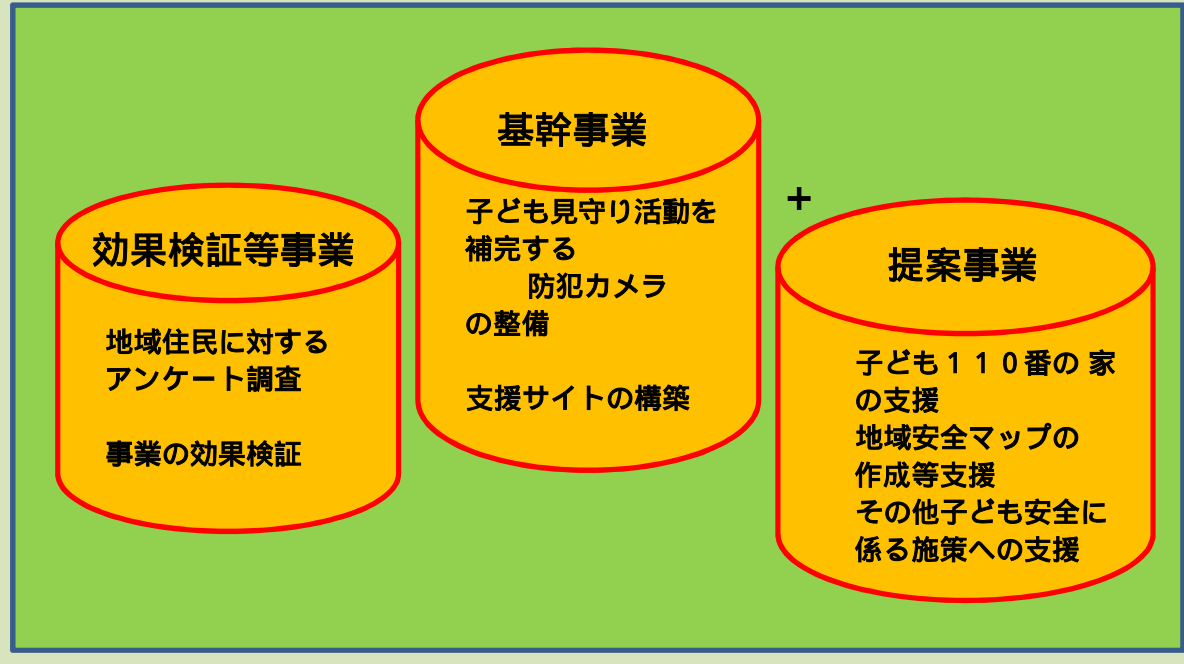 効果検証等事業
地域住民に対する
アンケート調査
事業の効果検証
基幹事業
子ども見守り活動を
補完する
防犯カメラ
の整備
支援サイトの構築
+
提案事業
子ども１１０番の 家
の支援
地域安全マップの
作成等支援
その他子ども安全に
係る施策への支援